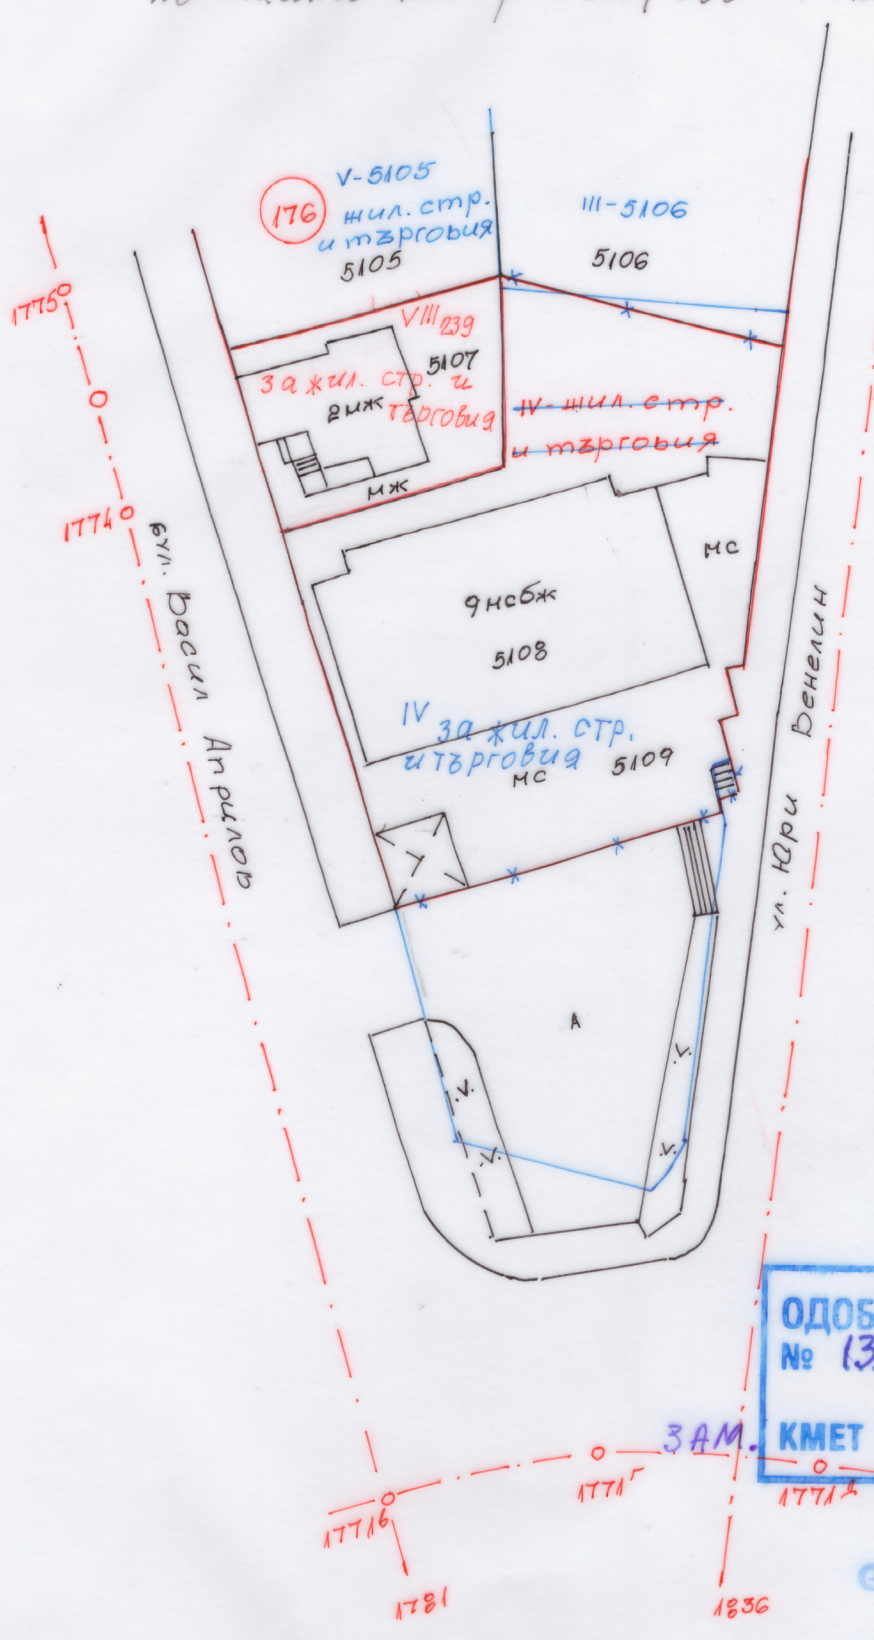 V-5105
176
жил. стр.
и търговия
5105
III-5106
5106
1775
VIII 239
5107
за жил. стр. и
търговия
2мж
IV-жил. стр.
и търговия
мж
1774
бул. Васил Априлов
мс
9мсбж
5108
ул. Юри Венелин
IV
за жил. стр.
и търговия
мс
5109
А
.V.
.V.
.V.
.V.
ОДОБ
№ 13
ЗАМ.
КМЕТ
1771в
1771г
1771д
1781
1836